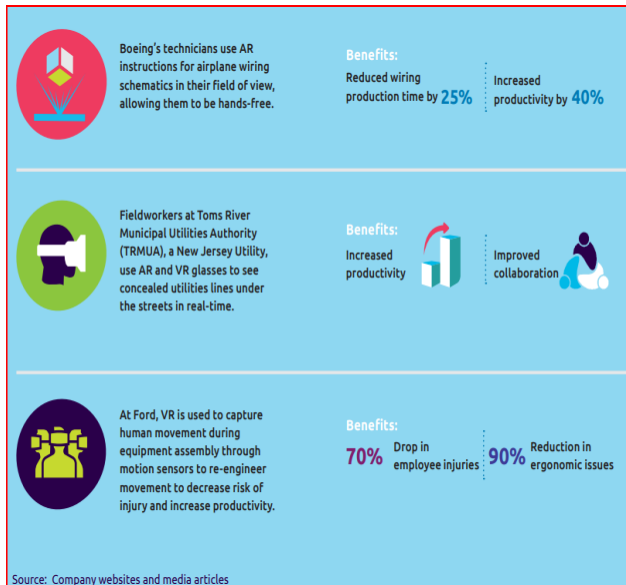 Boeing's technicians use AR
instructions for airplane wiring
schematics in their field of view,
allowing them to be hands-free.
Benefits:
Reduced wiring
production time by 25%
Increased
productivity by 40%
Fieldworkers at Toms River
Municipal Utilities Authority
(TRMUA), a New Jersey Utility,
use AR and VR glasses to see
concealed utilities lines under
the streets in real-time.
Benefits:
Increased
productivity
Improved
collaboration
At Ford, VR is used to capture
human movement during
equipment assembly through
motion sensors to re-engineer
movement to decrease risk of
injury and increase productivity.
Benefits:
70% Drop in
employee injuries
90% Reduction in
ergonomic issues
Source: Company websites and media articles